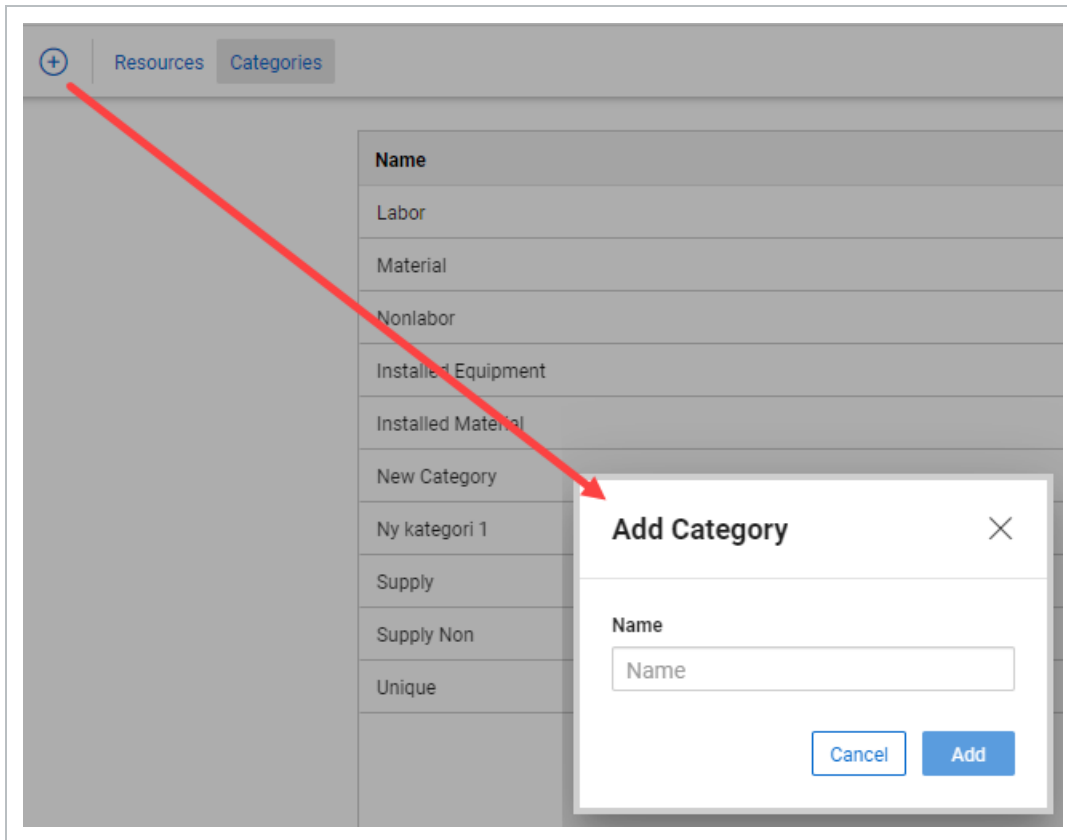 Resources Categories
Name
Labor
Material
Nonlabor
Installed Equipment
Installed Material
New Category
Ny kategori 1
Supply
Supply Non
Unique
Add Category
Name
Name
Cancel Add